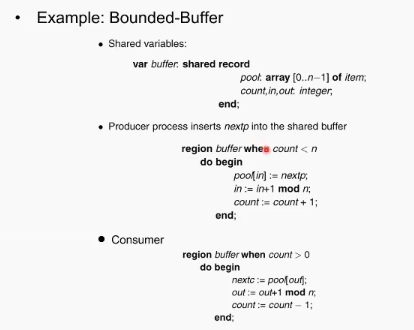 • Example: Bounded-Buffer
• Shared variables:
var buffer: shared record
pool: array [0..n−1] of item;
count,in,out: integer;
end;
• Producer process inserts nextp into the shared buffer
region buffer when count < n
do begin
pool[in] := nextp;
in := in+1 mod n;
count := count + 1;
end;
• Consumer
region buffer when count > 0
do begin
nextc := pool[out];
out := out+1 mod n;
count := count − 1;
end;